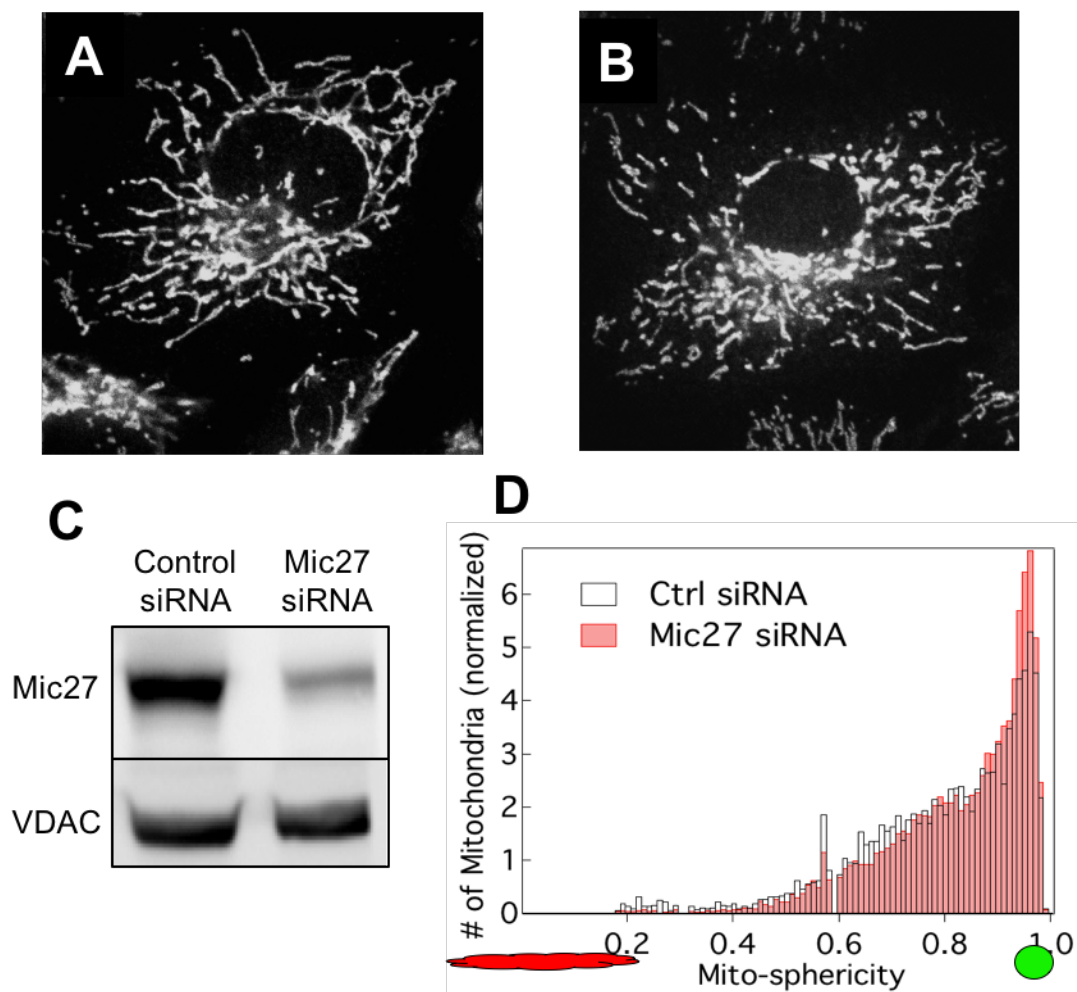 A
B
C
Control
siRNA
Mic27
siRNA
Mic27
VDAC
D
# of Mitochondria (normalized)
6
5
4
3
2
1
0
Ctrl siRNA
Mic27 siRNA
0.2
0.4
0.6
0.8
1.0
Mito-sphericity